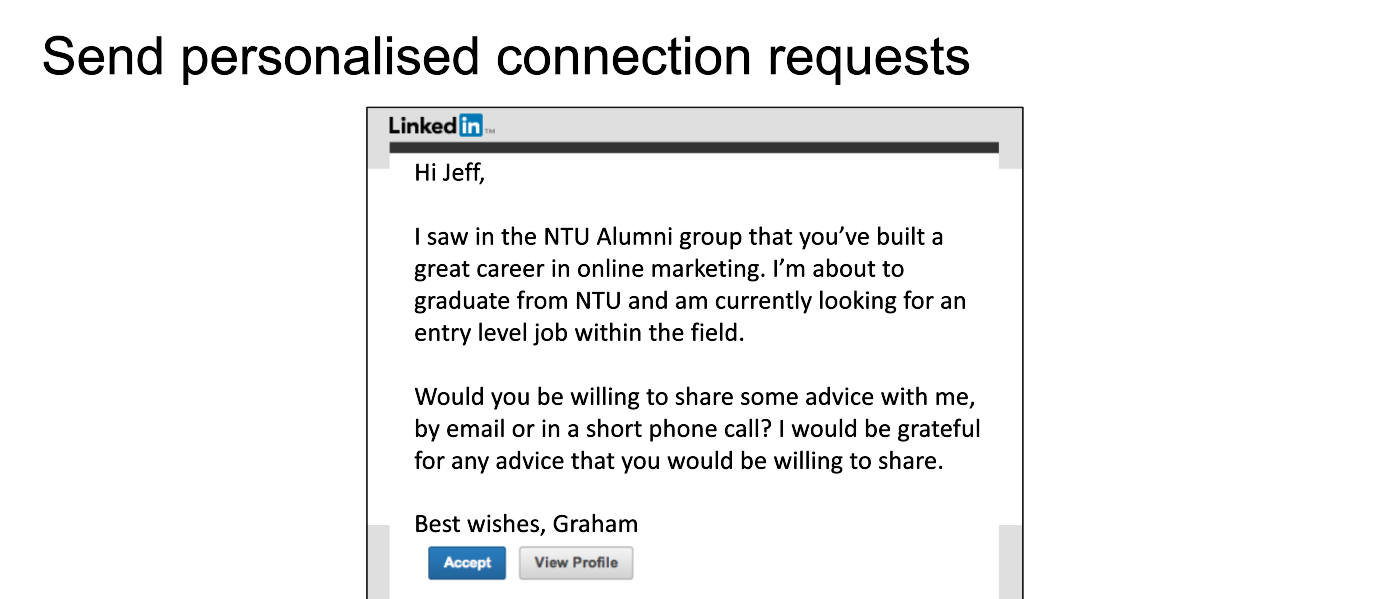 Send personalised connection requests
Linked in ™
Hi Jeff,
I saw in the NTU Alumni group that you’ve built a
great career in online marketing. I’m about to
graduate from NTU and am currently looking for an
entry level job within the field.
Would you be willing to share some advice with me,
by email or in a short phone call? I would be grateful
for any advice that you would be willing to share.
Best wishes, Graham
Accept View Profile